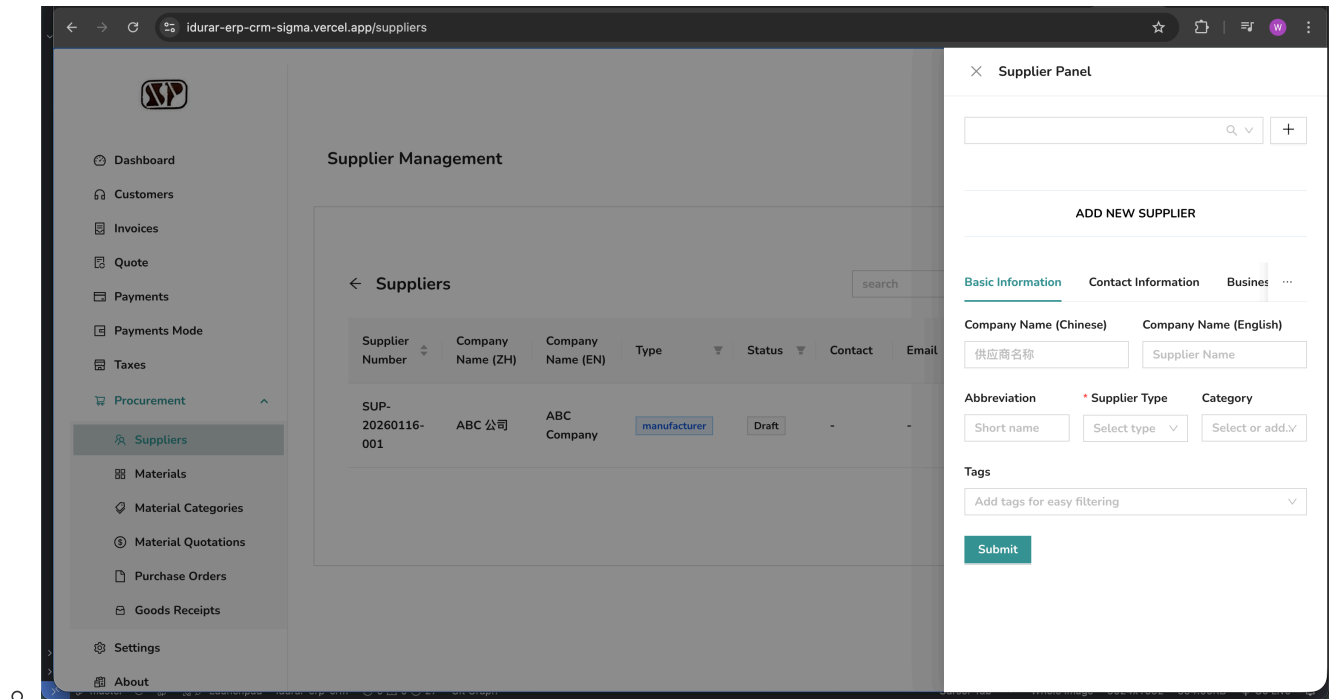 idurar-erp-crm-sigma.vercel.app/suppliers
W
SP
Dashboard
Customers
Invoices
Quote
Payments
Payments Mode
Taxes
Procurement
Suppliers
Materials
Material Categories
Material Quotations
Purchase Orders
Goods Receipts
Settings
About
Supplier Management
Suppliers
search
Supplier Number
Company Name (ZH)
Company Name (EN)
Type
Status
Contact
Email
SUP-20260116-001
ABC 公司
ABC Company
manufacturer
Draft
-
-
Supplier Panel
ADD NEW SUPPLIER
Basic Information
Contact Information
Busines
···
Company Name (Chinese)
Company Name (English)
供应商名称
Supplier Name
Abbreviation
* Supplier Type
Category
Short name
Select type
Select or add..
Tags
Add tags for easy filtering
Submit